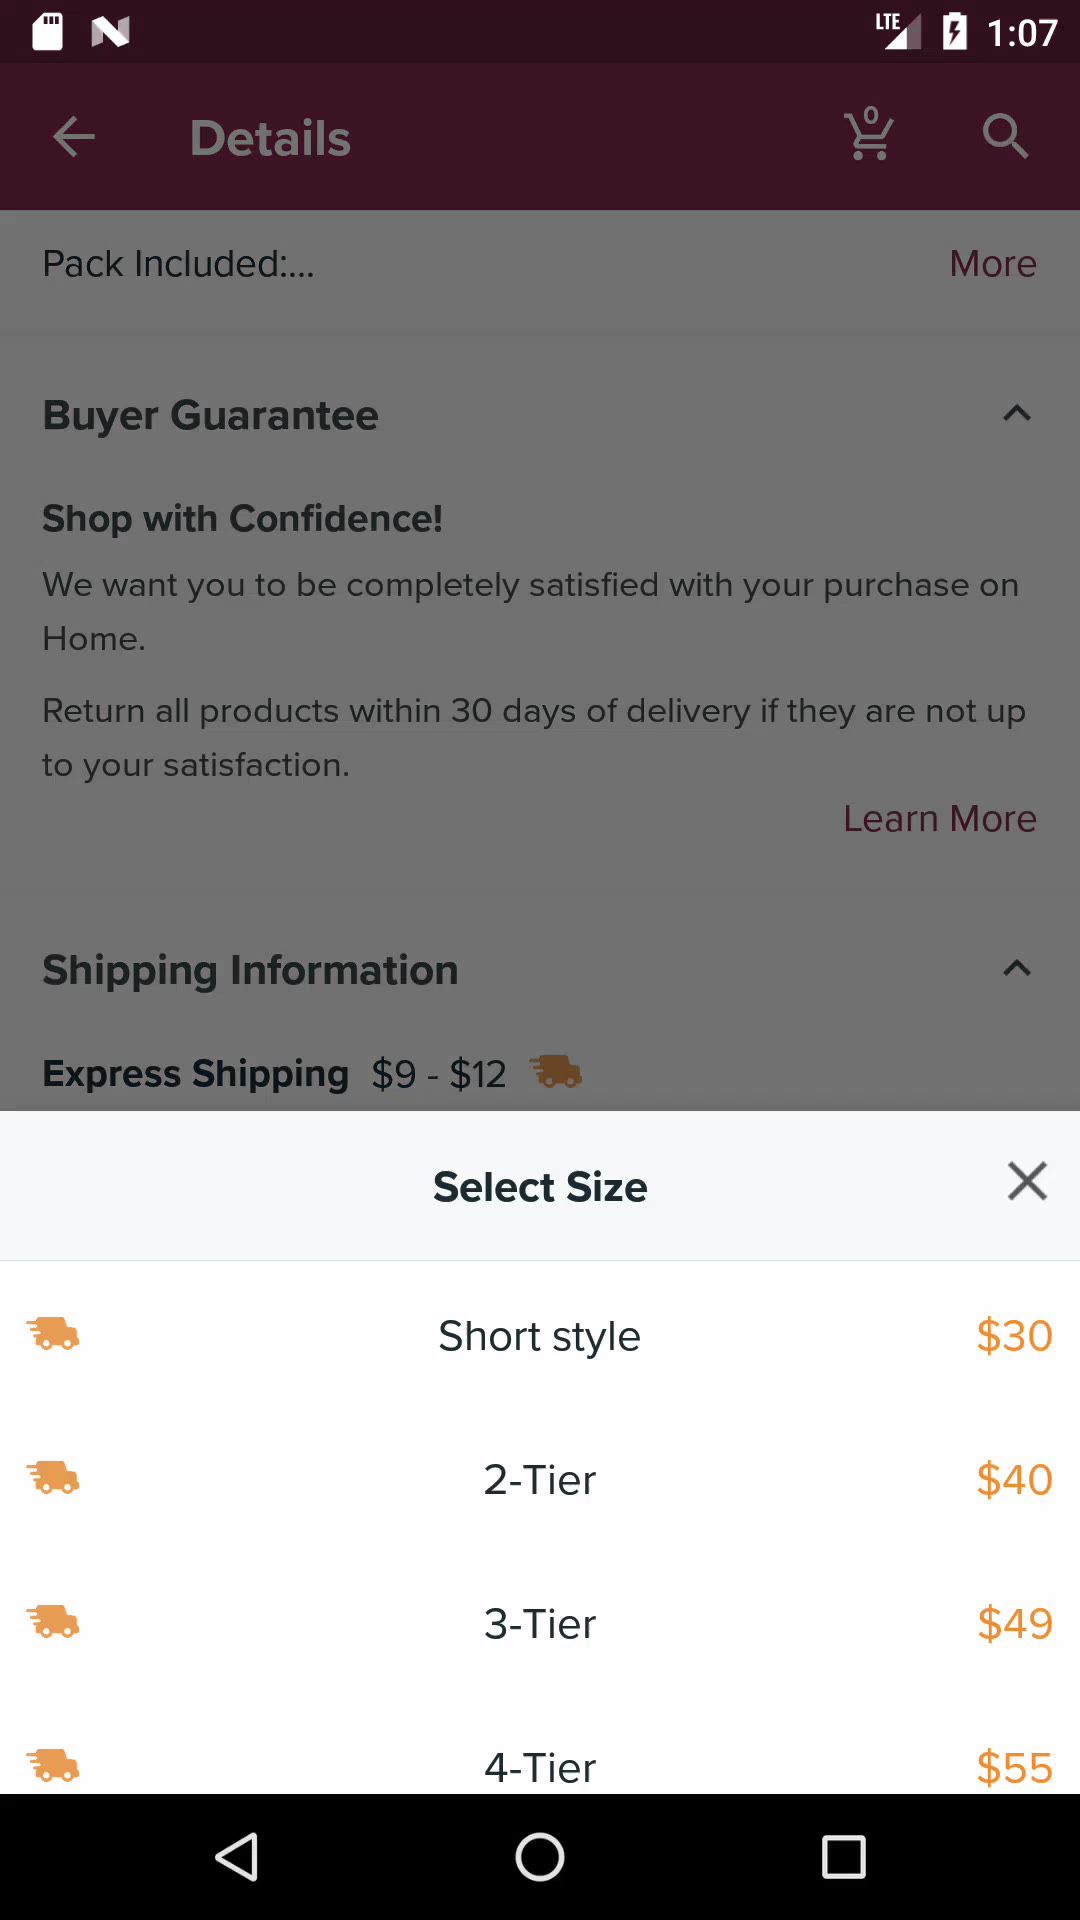 LTE 1:07
Details 0
Pack Included:... More
Buyer Guarantee
Shop with Confidence!
We want you to be completely satisfied with your purchase on
Home.
Return all products within 30 days of delivery if they are not up
to your satisfaction.
Learn More
Shipping Information
Express Shipping $9 - $12
Select Size
Short style $30
2-Tier $40
3-Tier $49
4-Tier $55